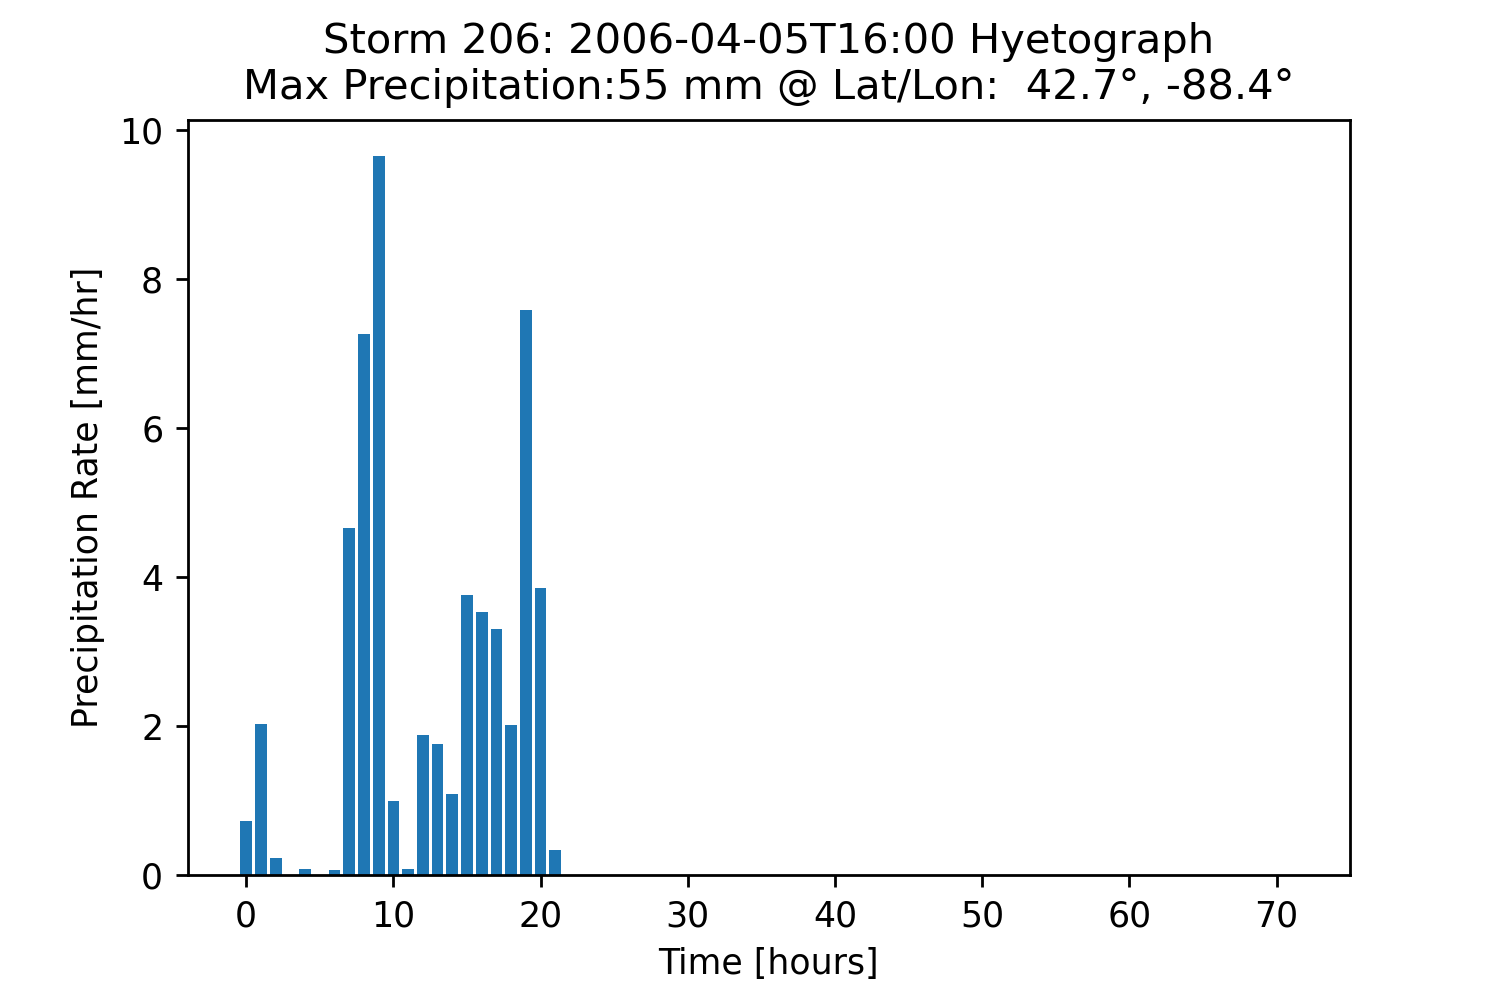 Storm 206: 2006-04-05T16:00 Hyetograph
Max Precipitation:55 mm @ Lat/Lon:  42.7°, -88.4°
10
8
6
4
2
0
Precipitation Rate [mm/hr]
0 10 20 30 40 50 60 70
Time [hours]